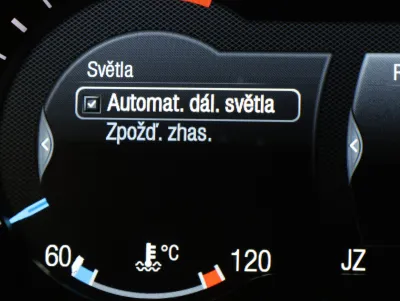 Světla
Automat. dál. světla
Zpožď. zhas.
60
°C
120
JZ